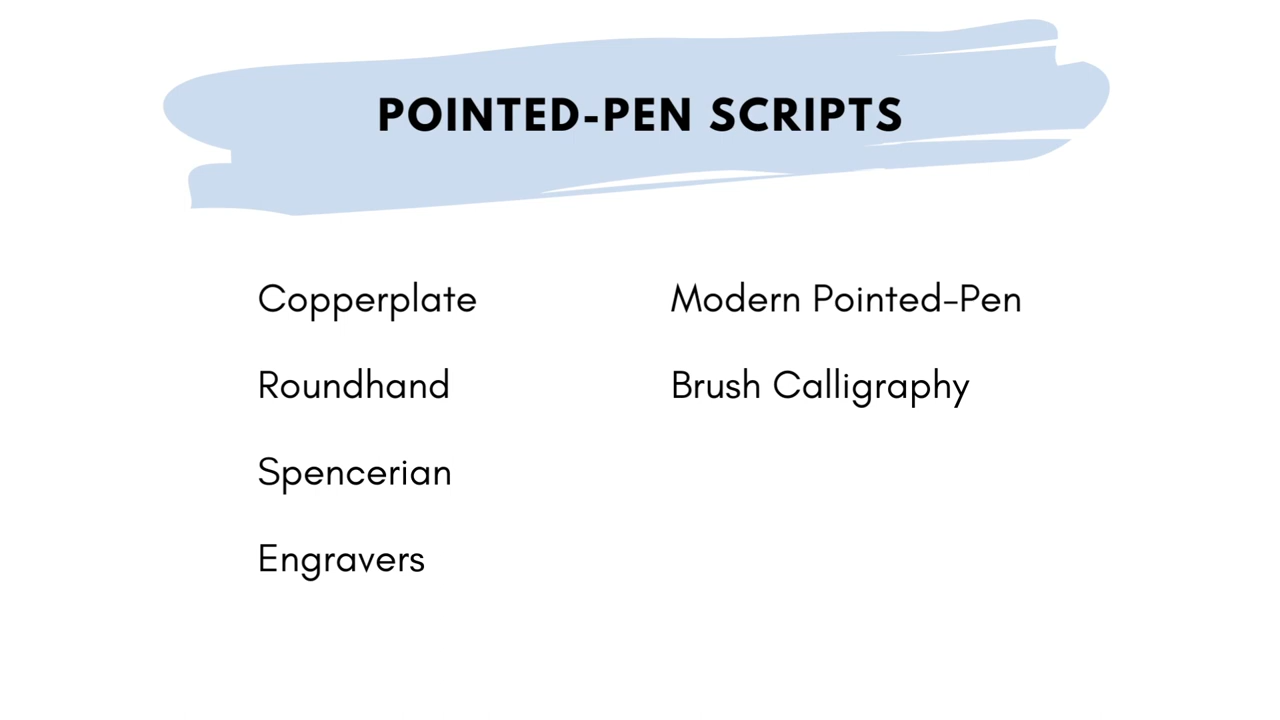 POINTED-PEN SCRIPTS
Copperplate
Roundhand
Spencerian
Engravers
Modern Pointed-Pen
Brush Calligraphy